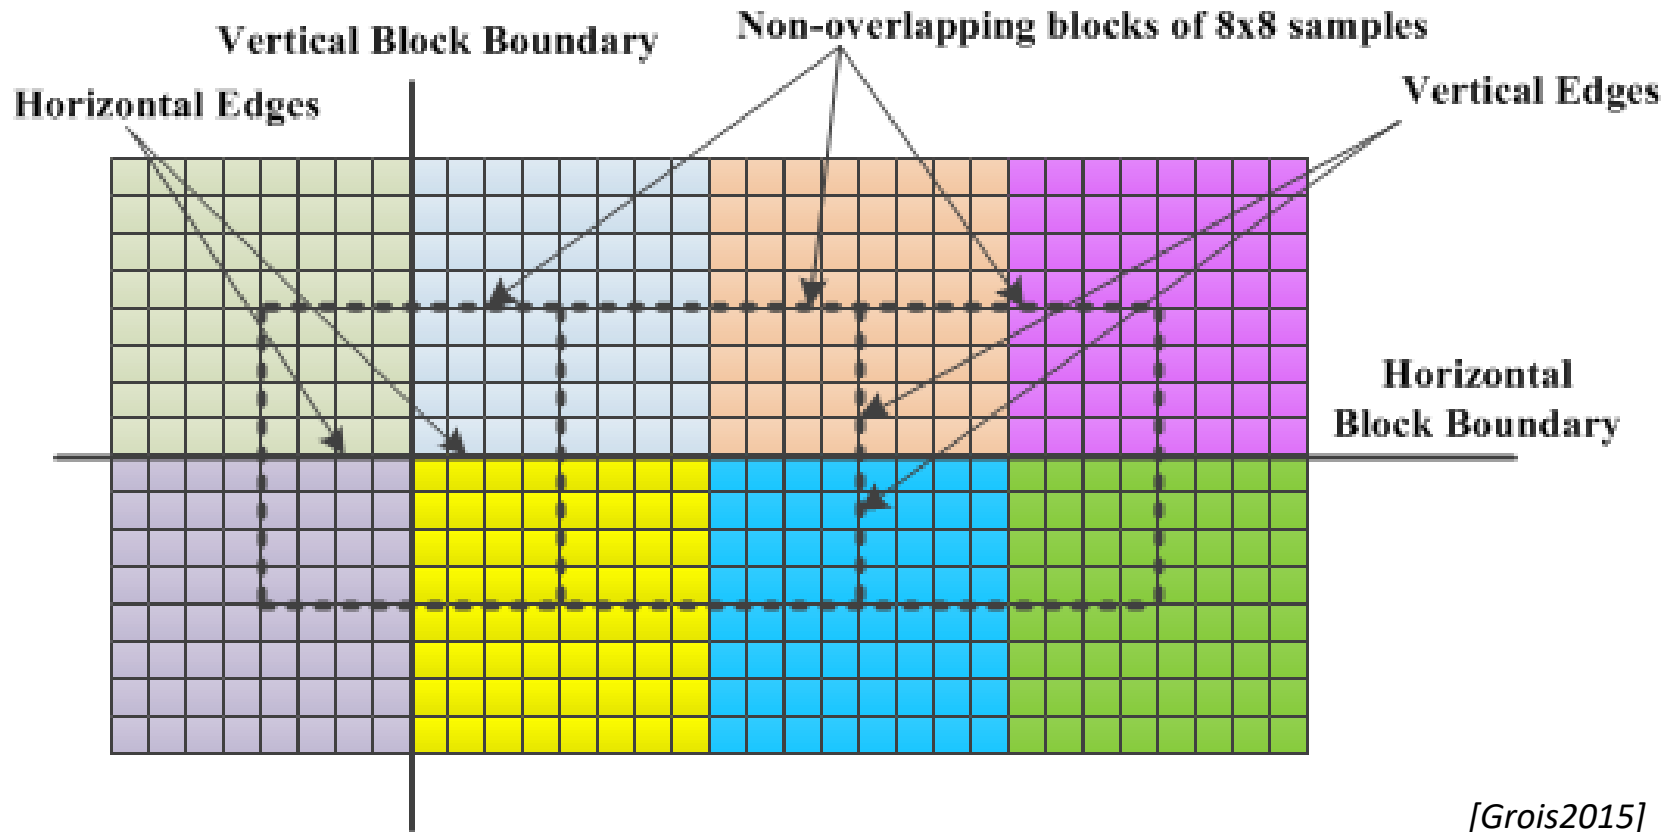 Non-overlapping blocks of 8x8 samples
Vertical Block Boundary
Vertical Edges
Horizontal Edges
Horizontal
Block Boundary
[Grois2015]